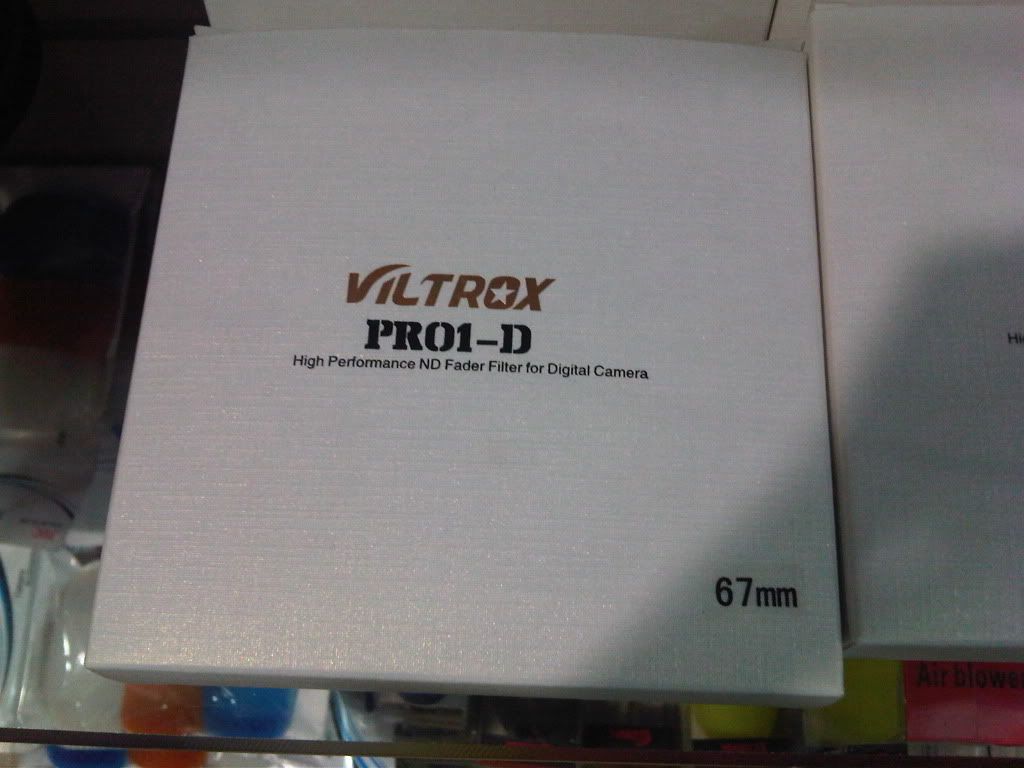 VILTROX
PRO1-D
High Performance ND Fader Filter for Digital Camera
67mm
Air blower